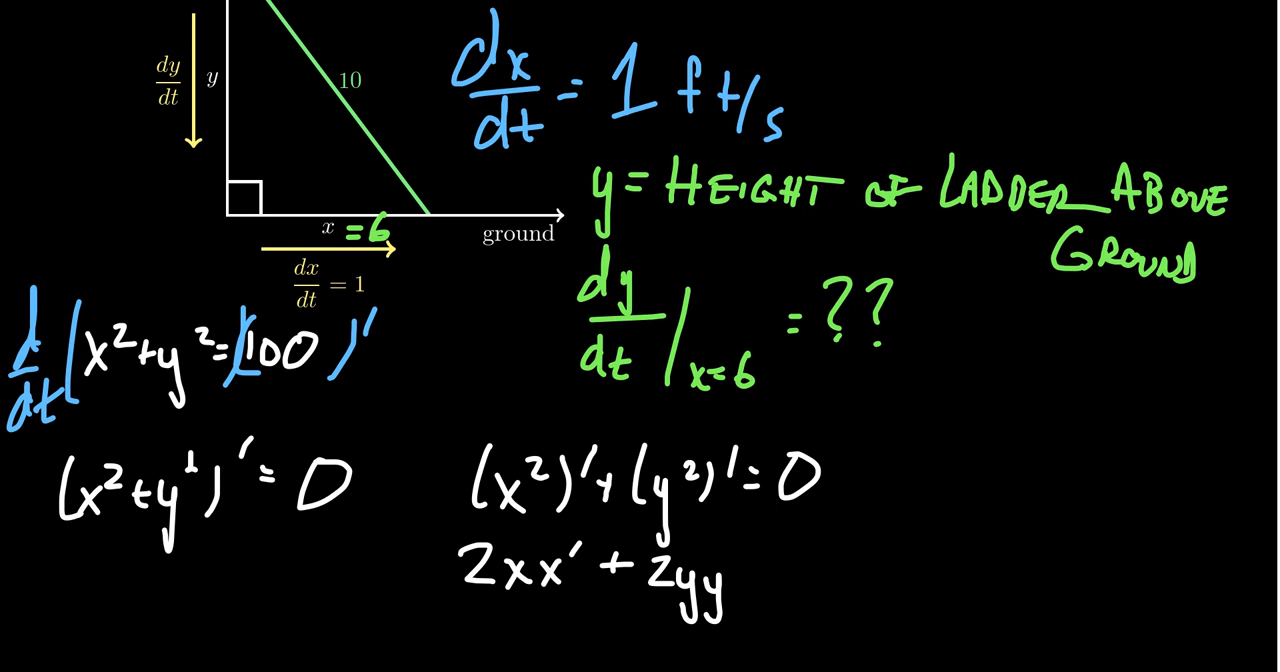 dy/dt
y
10
dx/dt = 1 ft/s
y = HEIGHT OF LADDER ABOVE
GROUND
x = 6
ground
dx/dt = 1
dy/dt |x=6 = ??
d/dt (x²+y² = (100)'
(x²+y¹)' = 0
(x²)' + (y²)' = 0
2xx' + 2yy